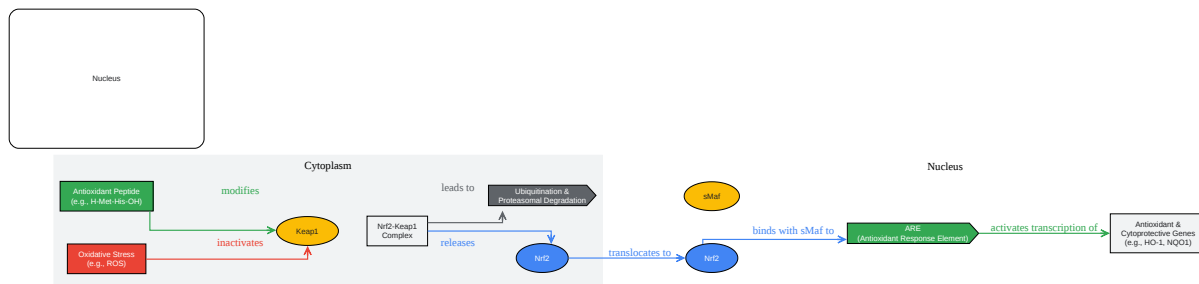 Nucleus
Cytoplasm
Nucleus
Antioxidant Peptide
(e.g., H-Met-His-OH)
modifies
leads to
Ubiquitination &
Proteasomal Degradation
sMaf
Keap1
Nrf2-Keap1
Complex
inactivates
releases
binds with sMaf to
ARE
(Antioxidant Response Element)
activates transcription of
Antioxidant &
Cytoprotective Genes
(e.g., HO-1, NQO1)
Oxidative Stress
(e.g., ROS)
Nrf2
translocates to
Nrf2